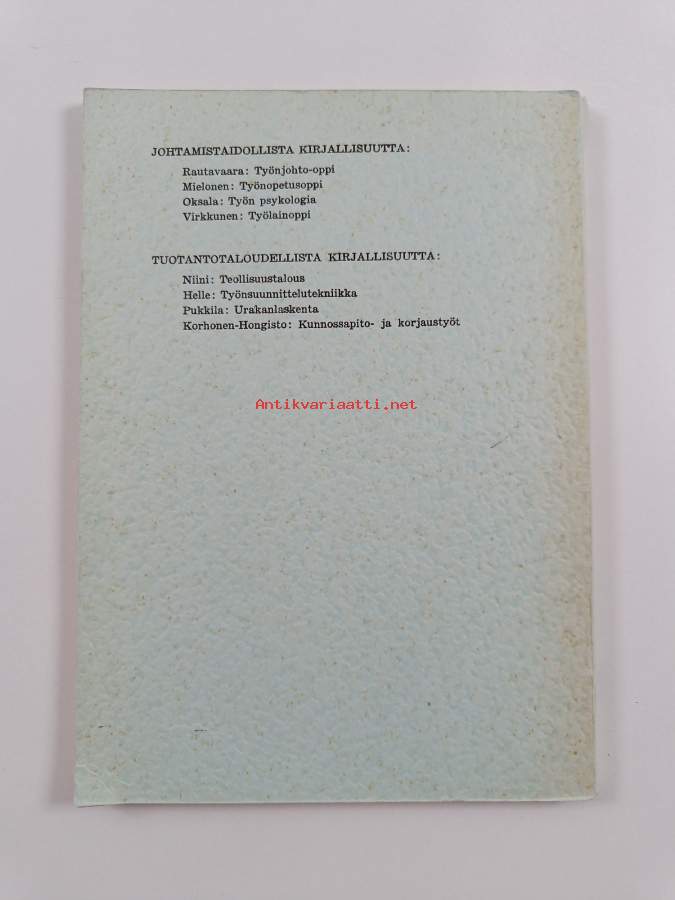 JOHTAMISTAIDOLLISTA KIRJALLISUUTTA:
Rautavaara: Työnjohto-oppi
Mielonen: Työnopetusoppi
Oksala: Työn psykologia
Virkkunen: Työlainoppi
TUOTANTOTALOUDELLISTA KIRJALLISUUTTA:
Niini: Teollisuustalous
Helle: Työnsuunnittelutekniikka
Pukkila: Urakanlaskenta
Korhonen-Hongisto: Kunnossapito- ja korjaustyöt
Antikvariaatti.net